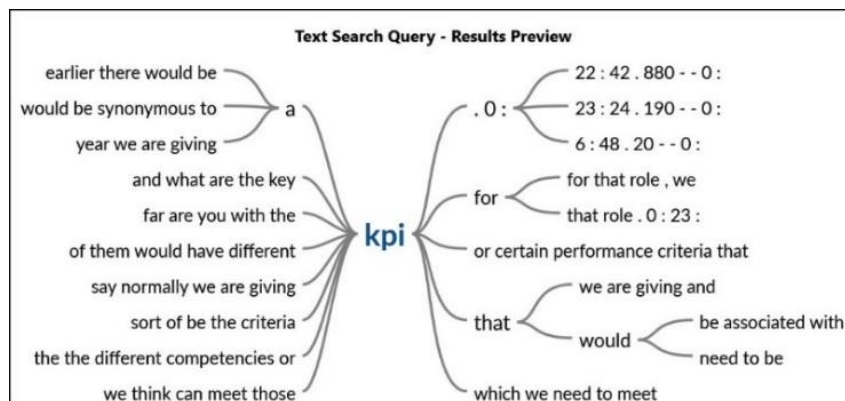 Text Search Query - Results Preview
earlier there would be
would be synonymous to
year we are giving
a
and what are the key
far are you with the
of them would have different
say normally we are giving
sort of be the criteria
the the different competencies or
we think can meet those
kpi
. 0 :
22 : 42 . 880 - - 0 :
23 : 24 . 190 - - 0 :
6 : 48 . 20 - - 0 :
for
for that role , we
that role . 0 : 23 :
or certain performance criteria that
that
we are giving and
would
be associated with
need to be
which we need to meet